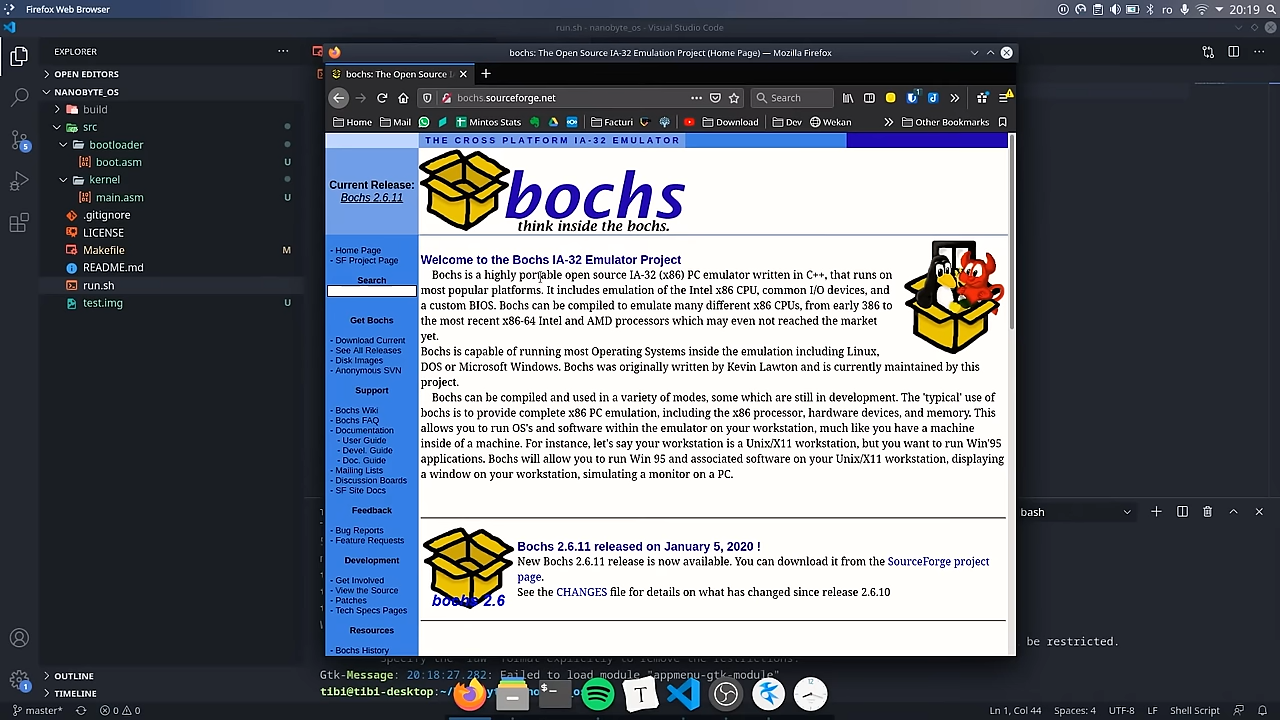 Firefox Web Browser
ro
20:19
run.sh - nanobyte_os - Visual Studio Code
EXPLORER
OPEN EDITORS
NANOBYTE_OS
build
src
bootloader
boot.asm U
kernel
main.asm U
.gitignore
LICENSE
Makefile M
README.md
run.sh
test.img U
OUTLINE
TIMELINE
5
1
bochs: The Open Source IA-32 Emulation Project (Home Page) — Mozilla Firefox
bochs: The Open Source IA
bochs.sourceforge.net
Search
Home Mail Mintos Stats Facturi Download Dev Wekan Other Bookmarks
THE CROSS PLATFORM IA-32 EMULATOR
Current Release:
Bochs 2.6.11
bochs
think inside the bochs.
- Home Page
- SF Project Page
Search
Get Bochs
- Download Current
- See All Releases
- Disk Images
- Anonymous SVN
Support
- Bochs Wiki
- Bochs FAQ
- Documentation
- User Guide
- Devel. Guide
- Doc. Guide
- Mailing Lists
- Discussion Boards
- SF Site Docs
Feedback
- Bug Reports
- Feature Requests
Development
- Get Involved
- View the Source
- Patches
- Tech Specs Pages
Resources
- Bochs History
Welcome to the Bochs IA-32 Emulator Project
Bochs is a highly portable open source IA-32 (x86) PC emulator written in C++, that runs on
most popular platforms. It includes emulation of the Intel x86 CPU, common I/O devices, and
a custom BIOS. Bochs can be compiled to emulate many different x86 CPUs, from early 386 to
the most recent x86-64 Intel and AMD processors which may even not reached the market
yet.
Bochs is capable of running most Operating Systems inside the emulation including Linux,
DOS or Microsoft Windows. Bochs was originally written by Kevin Lawton and is currently maintained by this
project.
Bochs can be compiled and used in a variety of modes, some which are still in development. The 'typical' use of
bochs is to provide complete x86 PC emulation, including the x86 processor, hardware devices, and memory. This
allows you to run OS's and software within the emulator on your workstation, much like you have a machine
inside of a machine. For instance, let's say your workstation is a Unix/X11 workstation, but you want to run Win'95
applications. Bochs will allow you to run Win 95 and associated software on your Unix/X11 workstation, displaying
a window on your workstation, simulating a monitor on a PC.
bochs 2.6
Bochs 2.6.11 released on January 5, 2020 !
New Bochs 2.6.11 release is now available. You can download it from the SourceForge project
page.
See the CHANGES file for details on what has changed since release 2.6.10
bash
be restricted.
Specify the 'raw' format explicitly to remove the restrictions.
Gtk-Message: 20:18:27.282: Failed to load module "appmenu-gtk-module"
tibi@tibi-desktop:~/
master* 0 0
Ln 1, Col 44 Spaces: 4 UTF-8 LF Shell Script